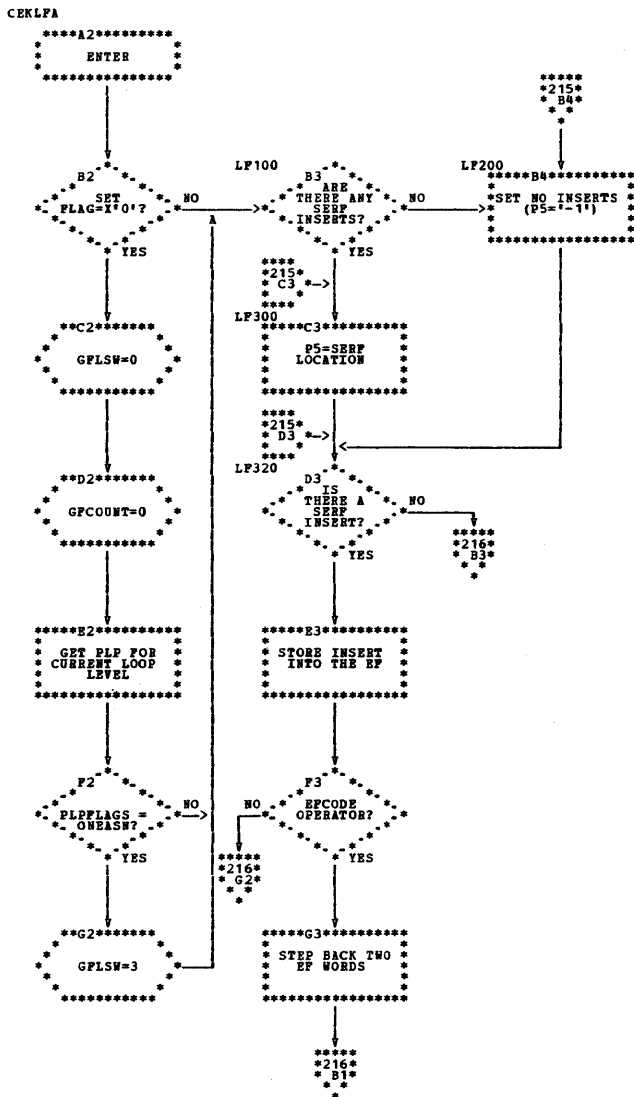 CEKLFA
A2
ENTER
215
B4
B2
SET
FLAG=X'0'?
NO
YES
LF100
B3
ARE
THERE ANY
SERF
INSERTS?
NO
YES
LF200
B4
SET NO INSERTS
(P5='-1')
A
215
C3
C2
GFLSW=0
LF300
C3
P5=SERF
LOCATION
215
D3
D2
GFCOUNT=0
LF320
D3
IS
THERE A
SERF
INSERT?
NO
YES
216
B3
E2
GET PLP FOR
CURRENT LOOP
LEVEL
E3
STORE INSERT
INTO THE EF
F2
PLPFLAGS =
ONEASN?
NO
YES
F3
EFCODE
OPERATOR?
NO
YES
216
G2
G2
GFLSW=3
G3
STEP BACK TWO
EF WORDS
216
B1